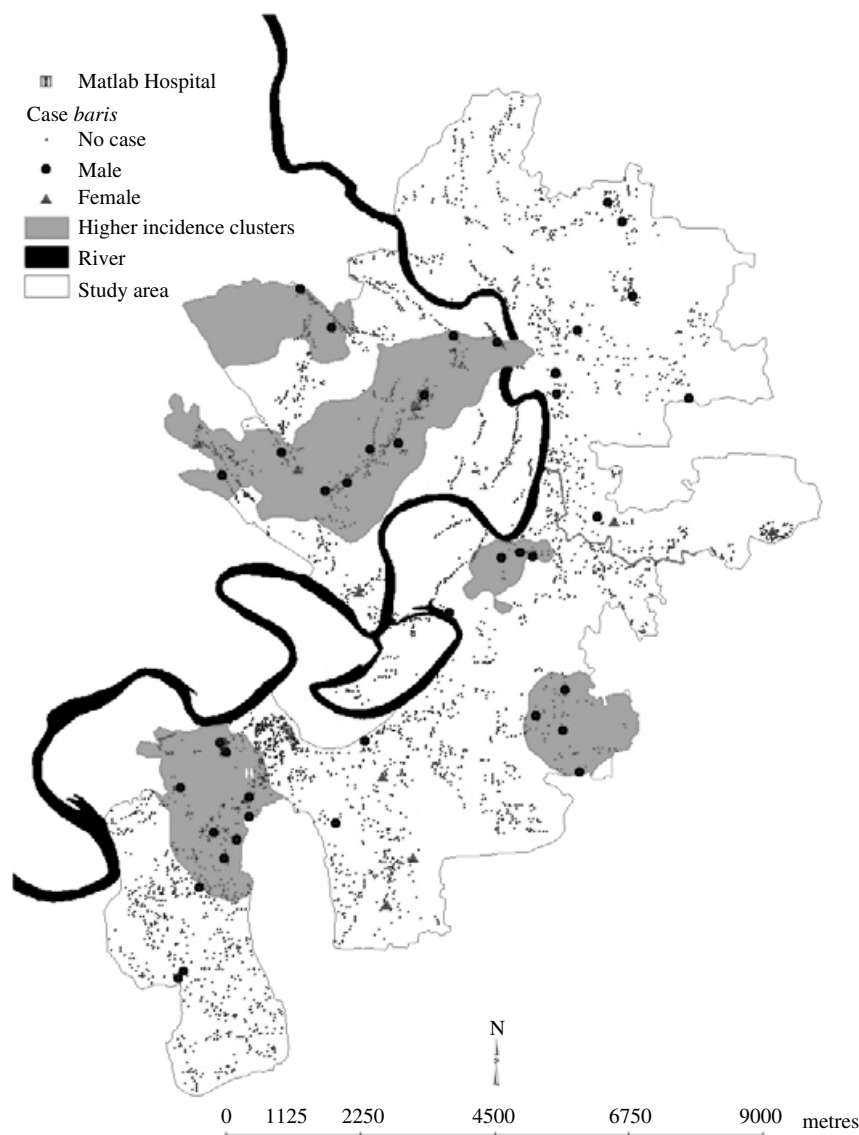 Matlab Hospital
Case baris
No case
Male
Female
Higher incidence clusters
River
Study area
H
N
0 1125 2250 4500 6750 9000 metres